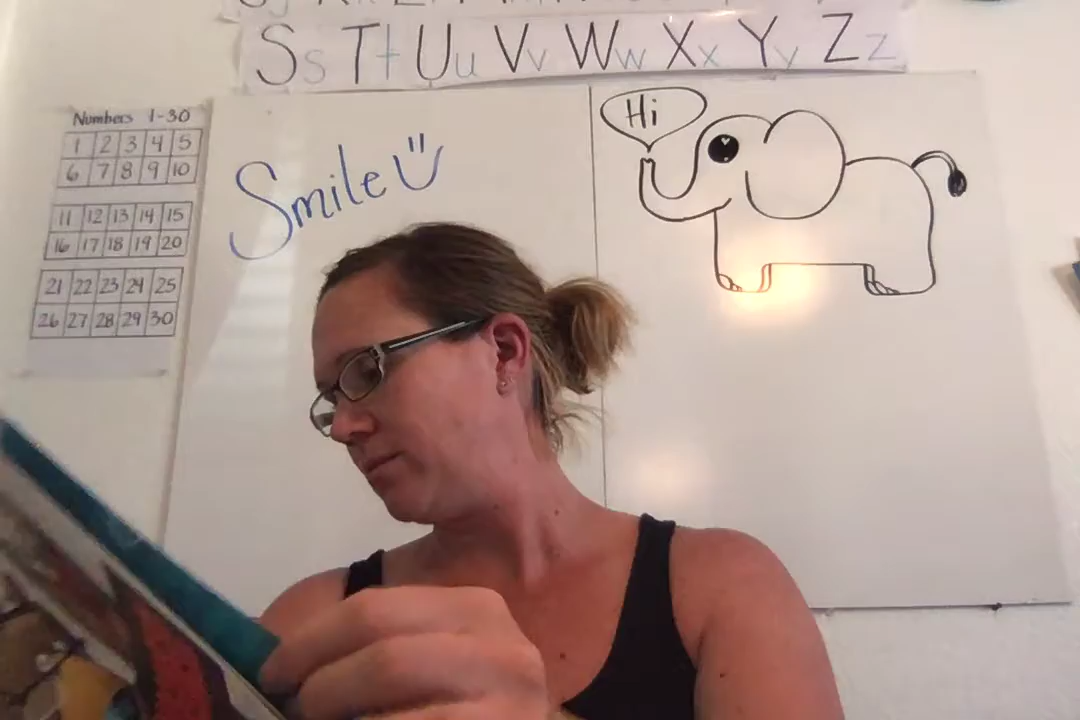 Ss Tt Uu Vv Ww Xx Yy Zz
Numbers 1-30
1 2 3 4 5
6 7 8 9 10
11 12 13 14 15
16 17 18 19 20
21 22 23 24 25
26 27 28 29 30
Smile
Hi